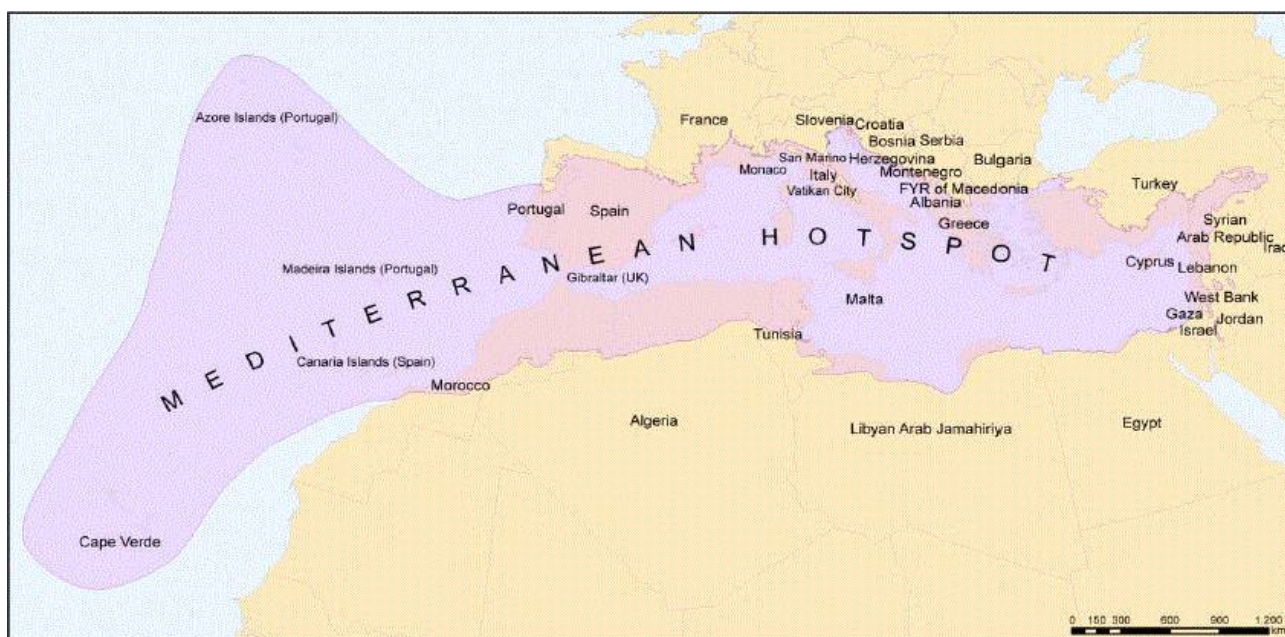 Azore Islands (Portugal)
France
Slovenia
Croatia
Bosnia
Serbia
San Marino
Herzegovina
Bulgaria
Monaco
Italy
Montenegro
Vatikan City
FYR of Macedonia
Turkey
Albania
Portugal
Spain
Greece
Syrian
Arab Republic
Iraq
MEDITERRANEAN HOTSPOT
Madeira Islands (Portugal)
Gibraltar (UK)
Cyprus
Lebanon
Malta
West Bank
Gaza
Jordan
Israel
Tunisia
Canaria Islands (Spain)
Morocco
Algeria
Libyan Arab Jamahiriya
Egypt
Cape Verde
0 150 300 600 900 1.200
km